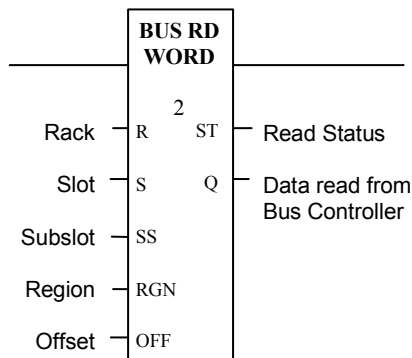 BUS RD
WORD
2
Rack R ST Read Status
Slot S Q Data read from
Bus Controller
Subslot SS
Region RGN
Offset OFF